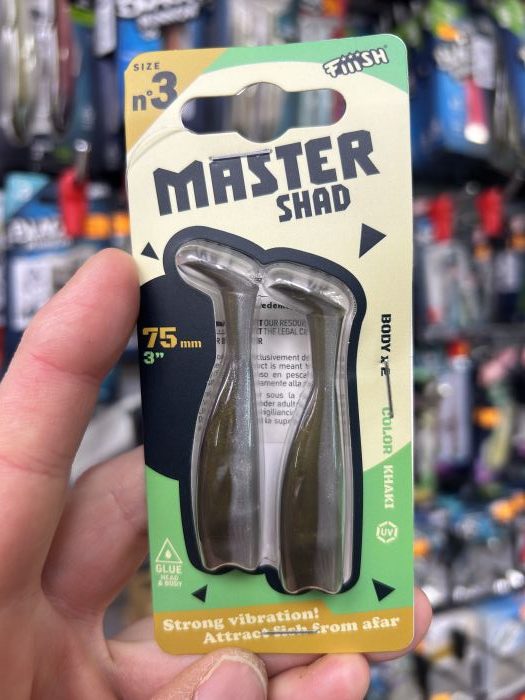 SIZE
n°3
FIIISH
MASTER
SHAD
75 mm
3"
BODY x 2 COLOR KHAKI
UV
GLUE
HEAD
& BODY
Strong vibration!
Attract fish from afar